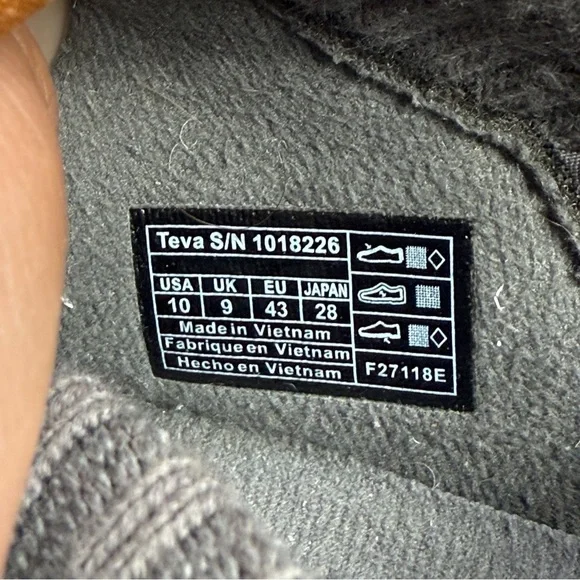 Teva S/N 1018226
USA UK EU JAPAN
10 9 43 28
Made in Vietnam
Fabrique en Vietnam
Hecho en Vietnam
F27118E